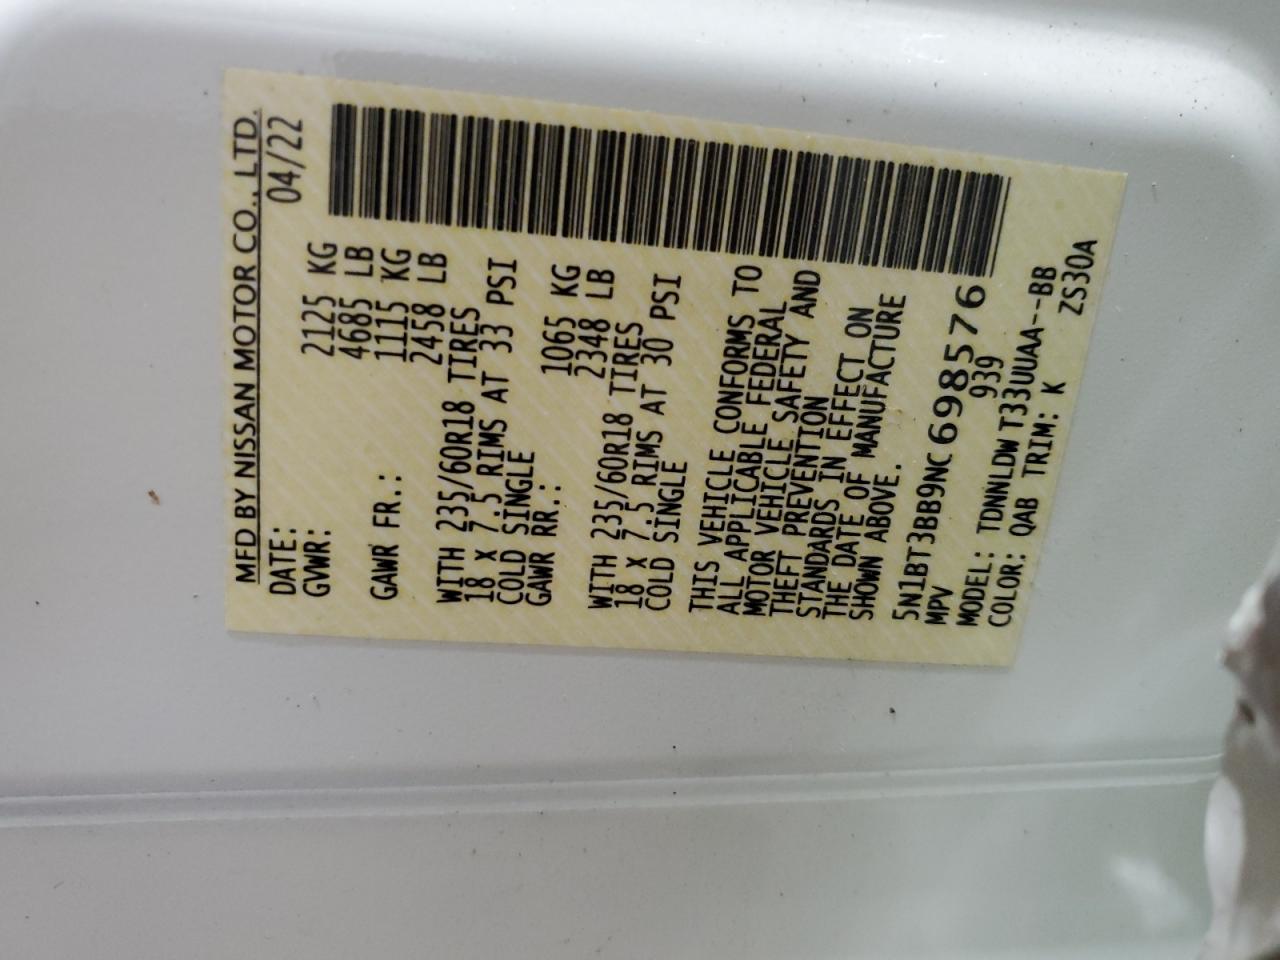 MFD BY NISSAN MOTOR CO., LTD.
DATE: 04/22
GVWR: 2125 KG
4685 LB
GAWR FR.: 1115 KG
2458 LB
WITH 235/60R18 TIRES
18 X 7.5 RIMS AT 33 PSI
COLD SINGLE
GAWR RR.: 1065 KG
2348 LB
WITH 235/60R18 TIRES
18 X 7.5 RIMS AT 30 PSI
COLD SINGLE
THIS VEHICLE CONFORMS TO
ALL APPLICABLE FEDERAL
MOTOR VEHICLE SAFETY AND
THEFT PREVENTION
STANDARDS IN EFFECT ON
THE DATE OF MANUFACTURE
SHOWN ABOVE.
5N1BT3BB9NC698576
MPV 939
MODEL: TDNNLDW T33UUAA--BB
COLOR: QAB TRIM: K ZS30A